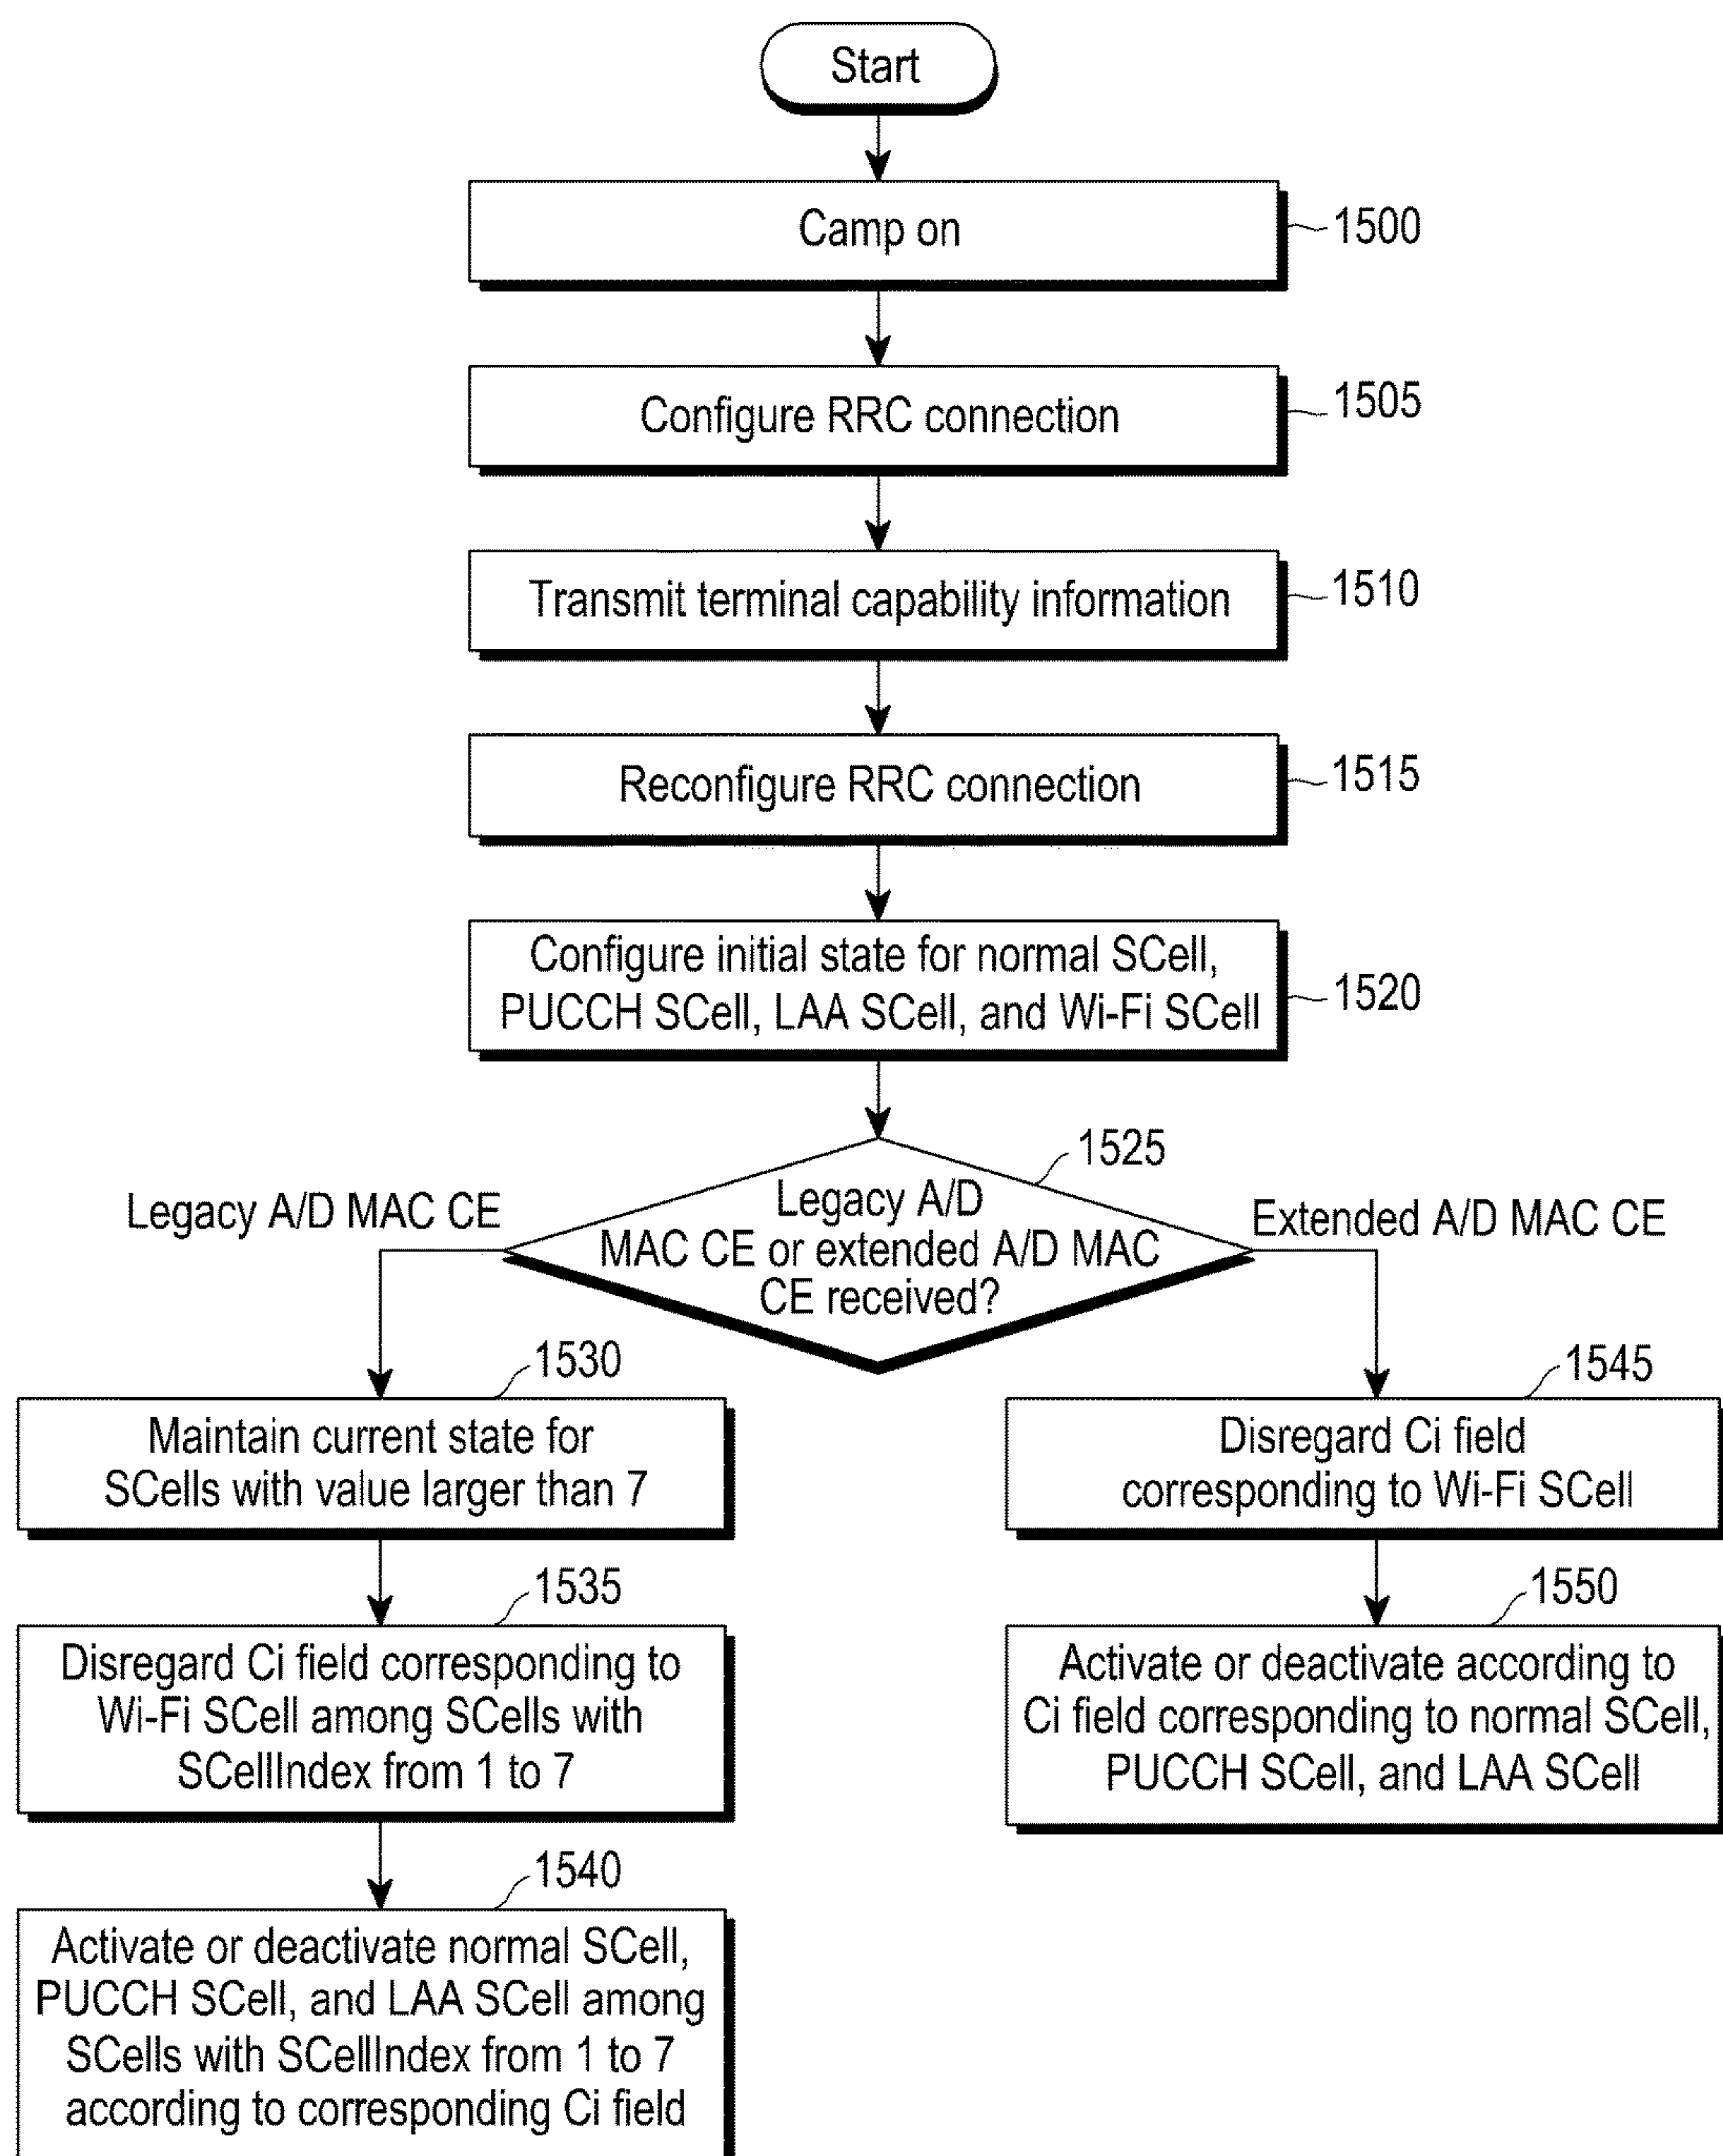 Start
Camp on
1500
Configure RRC connection
1505
Transmit terminal capability information
1510
Reconfigure RRC connection
1515
Configure initial state for normal SCell,
PUCCH SCell, LAA SCell, and Wi-Fi SCell
1520
1525
Legacy A/D MAC CE
Legacy A/D
MAC CE or extended A/D MAC
CE received?
Extended A/D MAC CE
1530
Maintain current state for
SCells with value larger than 7
1535
Disregard Ci field corresponding to
Wi-Fi SCell among SCells with
SCellIndex from 1 to 7
1540
Activate or deactivate normal SCell,
PUCCH SCell, and LAA SCell among
SCells with SCellIndex from 1 to 7
according to corresponding Ci field
1545
Disregard Ci field
corresponding to Wi-Fi SCell
1550
Activate or deactivate according to
Ci field corresponding to normal SCell,
PUCCH SCell, and LAA SCell